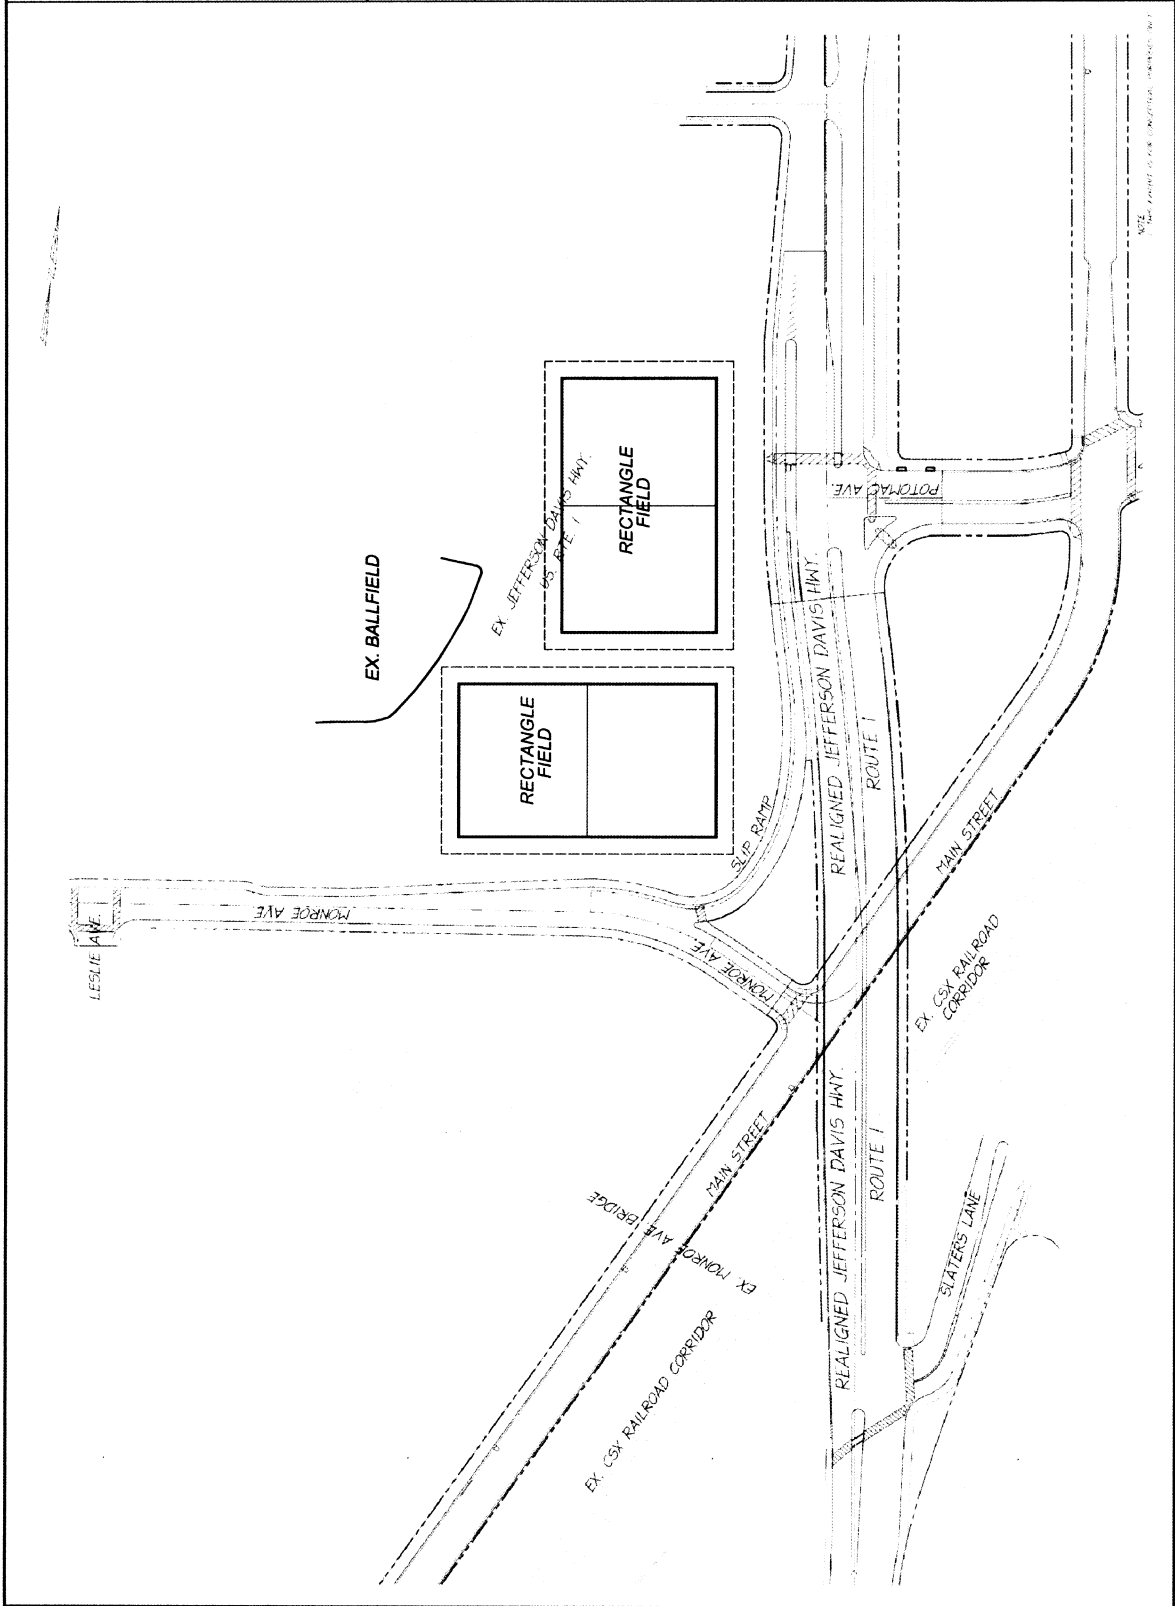 LESLIE AVE.
MONROE AVE.
EX. BALLFIELD
EX. JEFFERSON DAVIS HWY.
US. RTE. 1
RECTANGLE
FIELD
RECTANGLE
FIELD
SLIP RAMP
MONROE AVE.
POTOMAC AVE.
REALIGNED JEFFERSON DAVIS HWY.
ROUTE 1
MAIN STREET
EX. CSX RAILROAD
CORRIDOR
MAIN STREET
EX. MONROE AVE. BRIDGE
EX. CSX RAILROAD CORRIDOR
REALIGNED JEFFERSON DAVIS HWY.
ROUTE 1
SLATERS LANE
NOTE